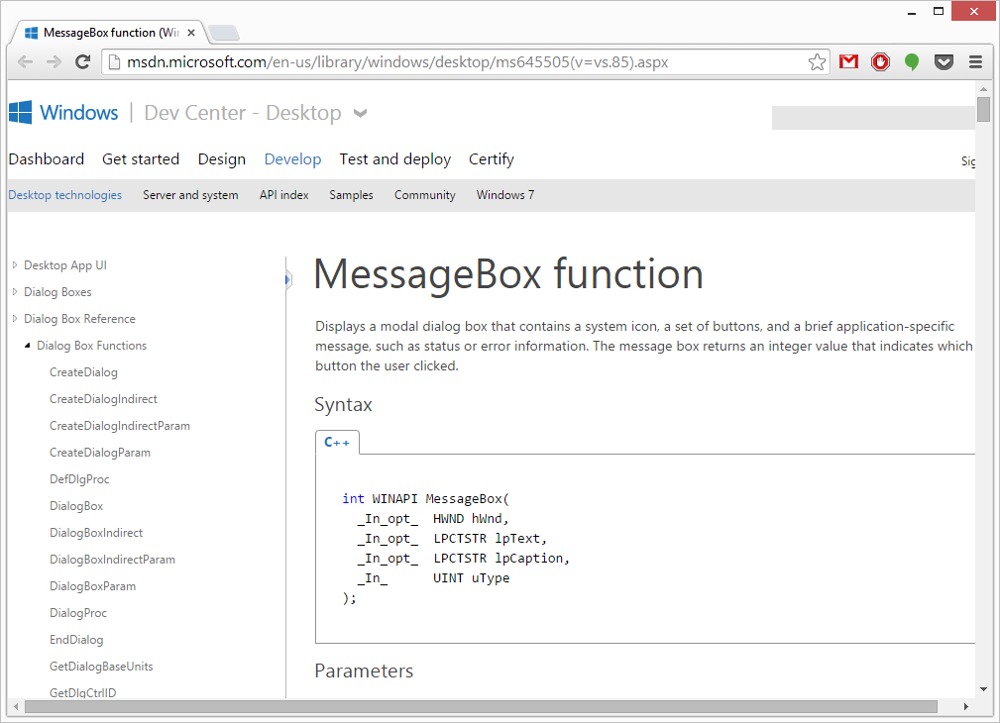 MessageBox function (Win
msdn.microsoft.com/en-us/library/windows/desktop/ms645505(v=vs.85).aspx
Windows | Dev Center - Desktop
Dashboard Get started Design Develop Test and deploy Certify
Sig
Desktop technologies Server and system API index Samples Community Windows 7
Desktop App UI
Dialog Boxes
Dialog Box Reference
Dialog Box Functions
CreateDialog
CreateDialogIndirect
CreateDialogIndirectParam
CreateDialogParam
DefDlgProc
DialogBox
DialogBoxIndirect
DialogBoxIndirectParam
DialogBoxParam
DialogProc
EndDialog
GetDialogBaseUnits
GetDlgCtrlID
MessageBox function
Displays a modal dialog box that contains a system icon, a set of buttons, and a brief application-specific
message, such as status or error information. The message box returns an integer value that indicates which
button the user clicked.
Syntax
C++
int WINAPI MessageBox(
  _In_opt_  HWND hWnd,
  _In_opt_  LPCTSTR lpText,
  _In_opt_  LPCTSTR lpCaption,
  _In_      UINT uType
);
Parameters